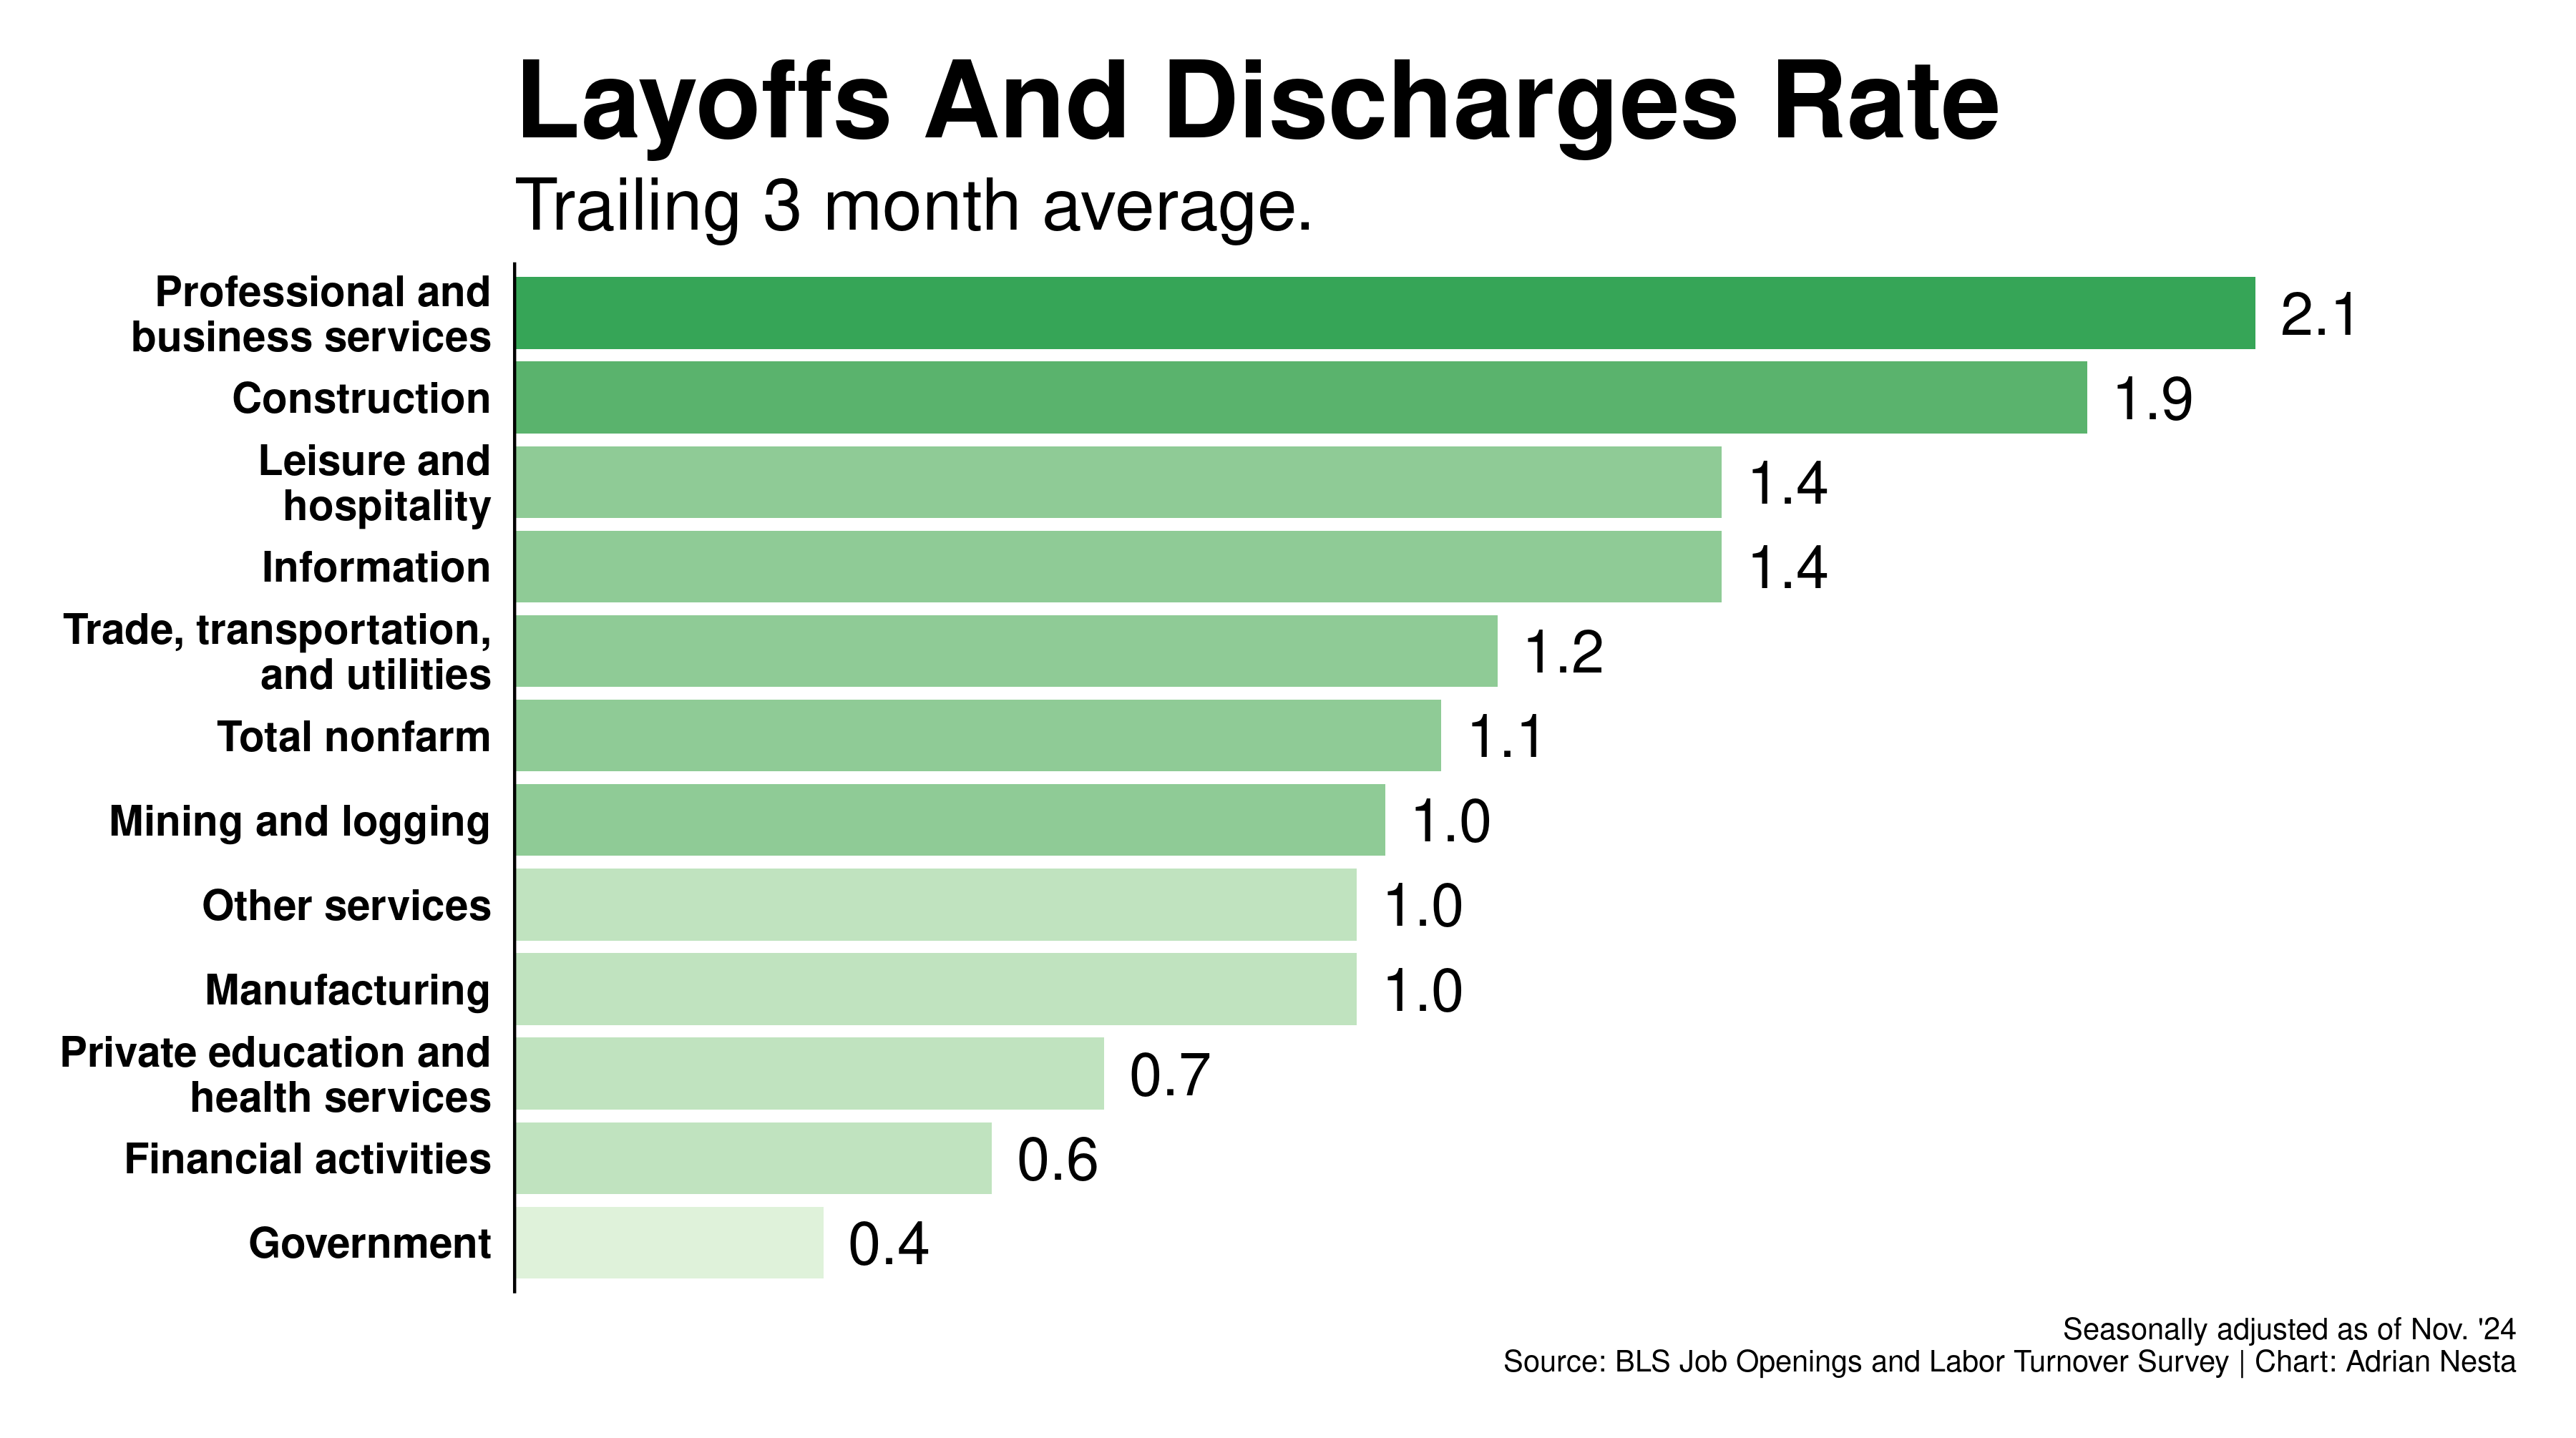 Layoffs And Discharges Rate
Trailing 3 month average.
Professional and
business services
2.1
Construction
1.9
Leisure and
hospitality
1.4
Information
1.4
Trade, transportation,
and utilities
1.2
Total nonfarm
1.1
Mining and logging
1.0
Other services
1.0
Manufacturing
1.0
Private education and
health services
0.7
Financial activities
0.6
Government
0.4
Seasonally adjusted as of Nov. '24
Source: BLS Job Openings and Labor Turnover Survey | Chart: Adrian Nesta